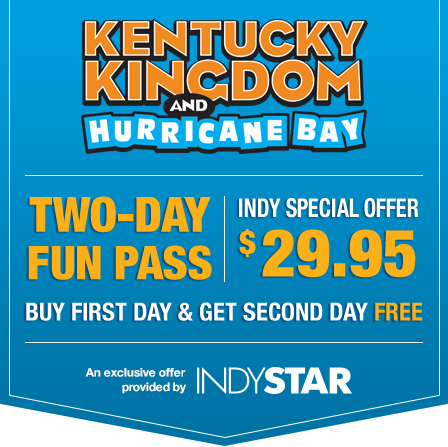 KENTUCKY
KINGDOM
AND
HURRICANE BAY
TWO-DAY
FUN PASS
INDY SPECIAL OFFER
$29.95
BUY FIRST DAY & GET SECOND DAY FREE
An exclusive offer
provided by
INDYSTAR